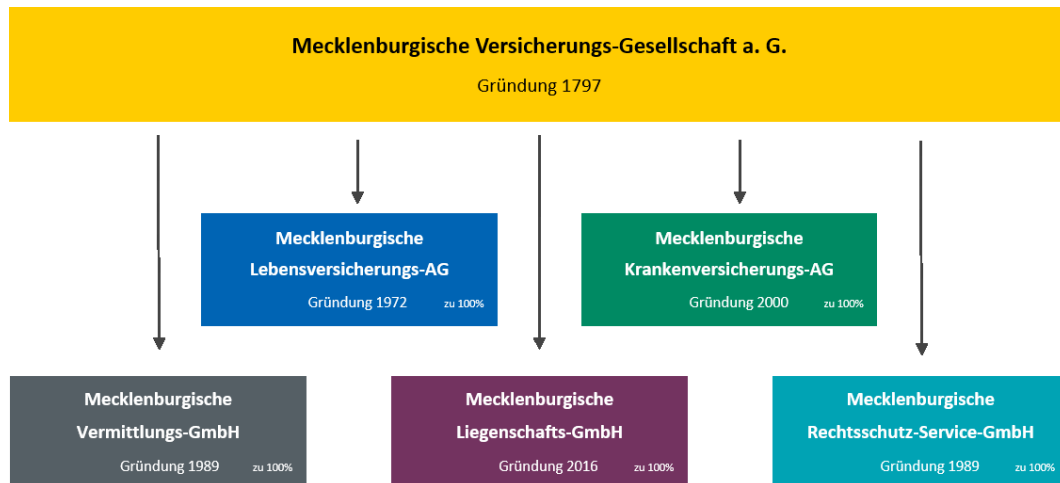 Mecklenburgische Versicherungs-Gesellschaft a. G.
Gründung 1797
Mecklenburgische
Lebensversicherungs-AG
Gründung 1972 zu 100%
Mecklenburgische
Krankenversicherungs-AG
Gründung 2000 zu 100%
Mecklenburgische
Vermittlungs-GmbH
Gründung 1989 zu 100%
Mecklenburgische
Liegenschafts-GmbH
Gründung 2016 zu 100%
Mecklenburgische
Rechtsschutz-Service-GmbH
Gründung 1989 zu 100%